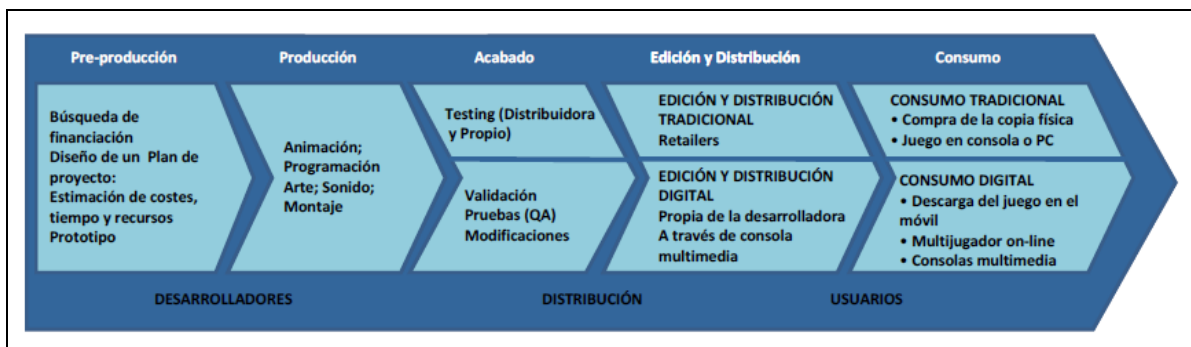 Pre-producción
Producción
Acabado
Edición y Distribución
Consumo
Búsqueda de
financiación
Diseño de un Plan de
proyecto:
Estimación de costes,
tiempo y recursos
Prototipo
Animación;
Programación
Arte; Sonido;
Montaje
Testing (Distribuidora
y Propio)
Validación
Pruebas (QA)
Modificaciones
EDICIÓN Y DISTRIBUCIÓN
TRADICIONAL
Retailers
EDICIÓN Y DISTRIBUCIÓN
DIGITAL
Propia de la desarrolladora
A través de consola
multimedia
CONSUMO TRADICIONAL
• Compra de la copia física
• Juego en consola o PC
CONSUMO DIGITAL
• Descarga del juego en el
móvil
• Multijugador on-line
• Consolas multimedia
DESARROLLADORES
DISTRIBUCIÓN
USUARIOS